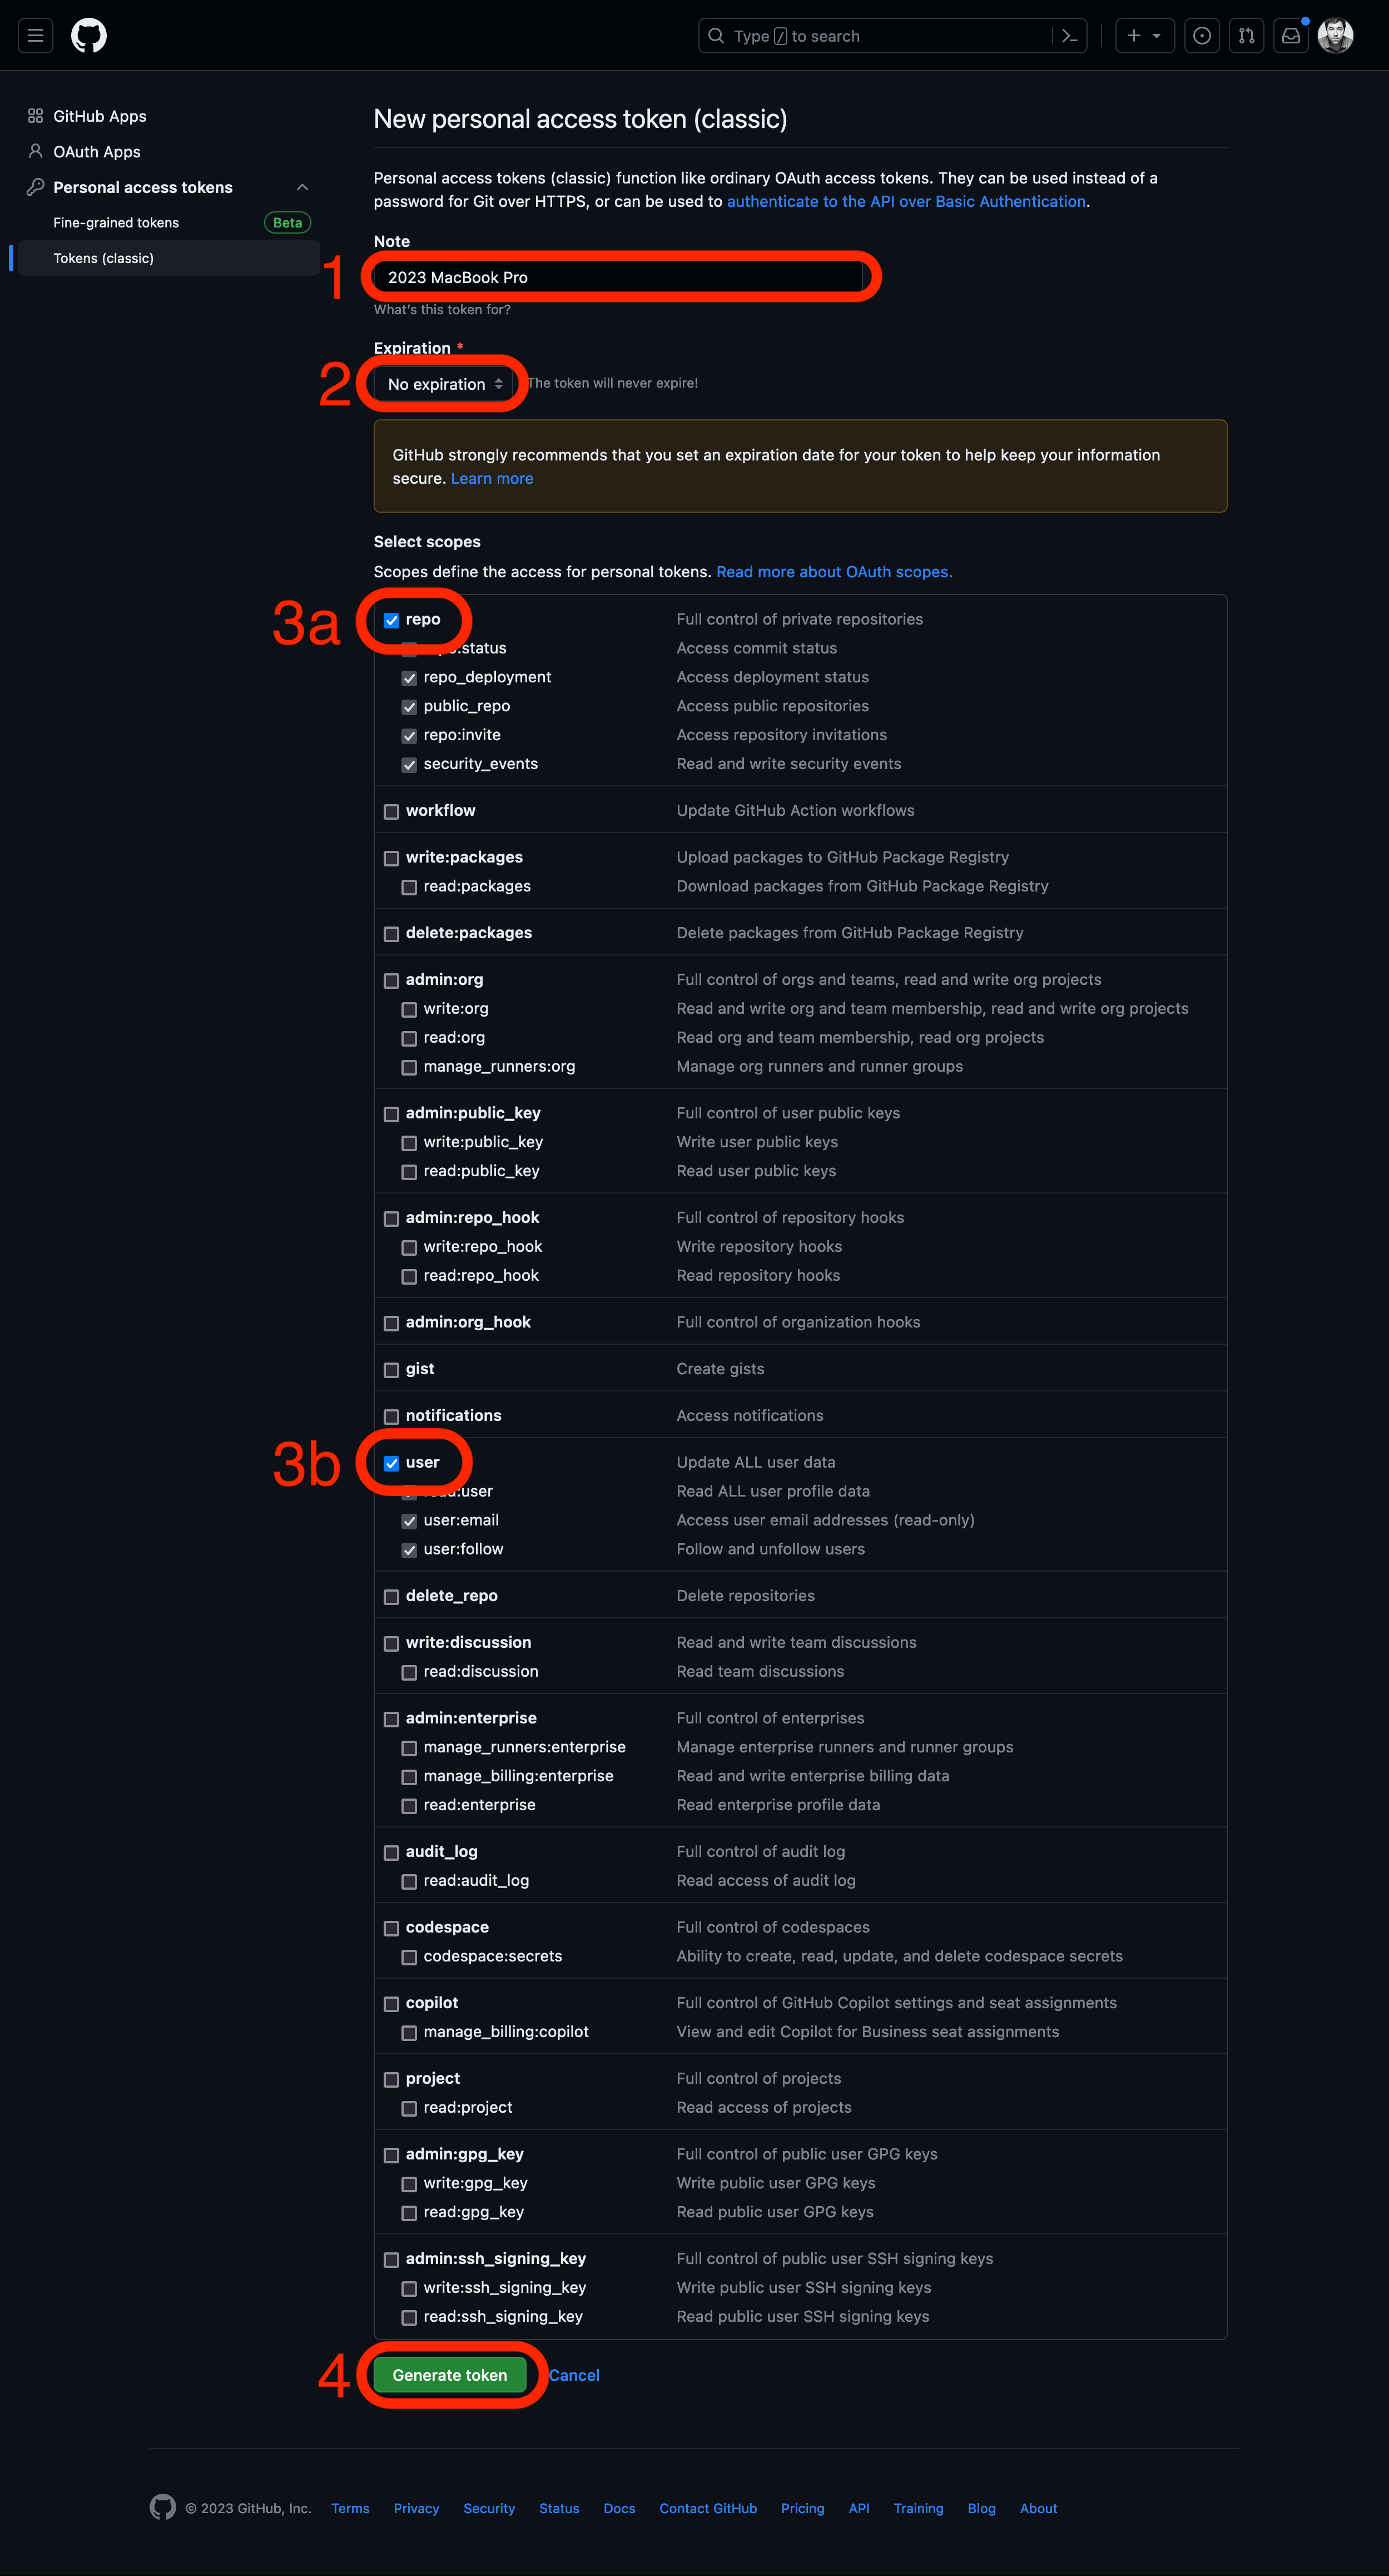 Type / to search
GitHub Apps
OAuth Apps
Personal access tokens
Fine-grained tokens Beta
Tokens (classic)
New personal access token (classic)
Personal access tokens (classic) function like ordinary OAuth access tokens. They can be used instead of a
password for Git over HTTPS, or can be used to authenticate to the API over Basic Authentication.
Note
1 2023 MacBook Pro
What's this token for?
Expiration *
2 No expiration The token will never expire!
GitHub strongly recommends that you set an expiration date for your token to help keep your information
secure. Learn more
Select scopes
Scopes define the access for personal tokens. Read more about OAuth scopes.
3a repo Full control of private repositories
repo:status Access commit status
repo_deployment Access deployment status
public_repo Access public repositories
repo:invite Access repository invitations
security_events Read and write security events
workflow Update GitHub Action workflows
write:packages Upload packages to GitHub Package Registry
read:packages Download packages from GitHub Package Registry
delete:packages Delete packages from GitHub Package Registry
admin:org Full control of orgs and teams, read and write org projects
write:org Read and write org and team membership, read and write org projects
read:org Read org and team membership, read org projects
manage_runners:org Manage org runners and runner groups
admin:public_key Full control of user public keys
write:public_key Write user public keys
read:public_key Read user public keys
admin:repo_hook Full control of repository hooks
write:repo_hook Write repository hooks
read:repo_hook Read repository hooks
admin:org_hook Full control of organization hooks
gist Create gists
notifications Access notifications
3b user Update ALL user data
read:user Read ALL user profile data
user:email Access user email addresses (read-only)
user:follow Follow and unfollow users
delete_repo Delete repositories
write:discussion Read and write team discussions
read:discussion Read team discussions
admin:enterprise Full control of enterprises
manage_runners:enterprise Manage enterprise runners and runner groups
manage_billing:enterprise Read and write enterprise billing data
read:enterprise Read enterprise profile data
audit_log Full control of audit log
read:audit_log Read access of audit log
codespace Full control of codespaces
codespace:secrets Ability to create, read, update, and delete codespace secrets
copilot Full control of GitHub Copilot settings and seat assignments
manage_billing:copilot View and edit Copilot for Business seat assignments
project Full control of projects
read:project Read access of projects
admin:gpg_key Full control of public user GPG keys
write:gpg_key Write public user GPG keys
read:gpg_key Read public user GPG keys
admin:ssh_signing_key Full control of public user SSH signing keys
write:ssh_signing_key Write public user SSH signing keys
read:ssh_signing_key Read public user SSH signing keys
4 Generate token Cancel
© 2023 GitHub, Inc. Terms Privacy Security Status Docs Contact GitHub Pricing API Training Blog About